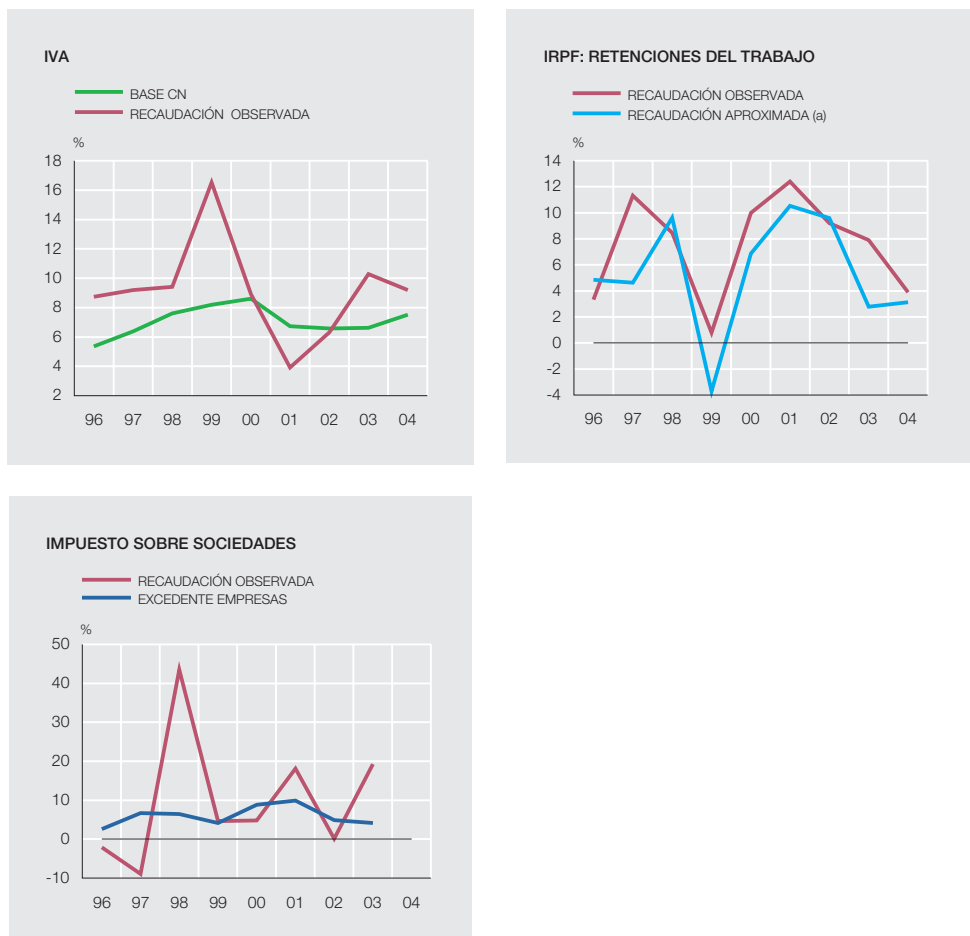 IVA
BASE CN
RECAUDACIÓN OBSERVADA
%
18
16
14
12
10
8
6
4
2
96 97 98 99 00 01 02 03 04
IRPF: RETENCIONES DEL TRABAJO
RECAUDACIÓN OBSERVADA
RECAUDACIÓN APROXIMADA (a)
%
14
12
10
8
6
4
2
0
-2
-4
96 97 98 99 00 01 02 03 04
IMPUESTO SOBRE SOCIEDADES
RECAUDACIÓN OBSERVADA
EXCEDENTE EMPRESAS
%
50
40
30
20
10
0
-10
96 97 98 99 00 01 02 03 04